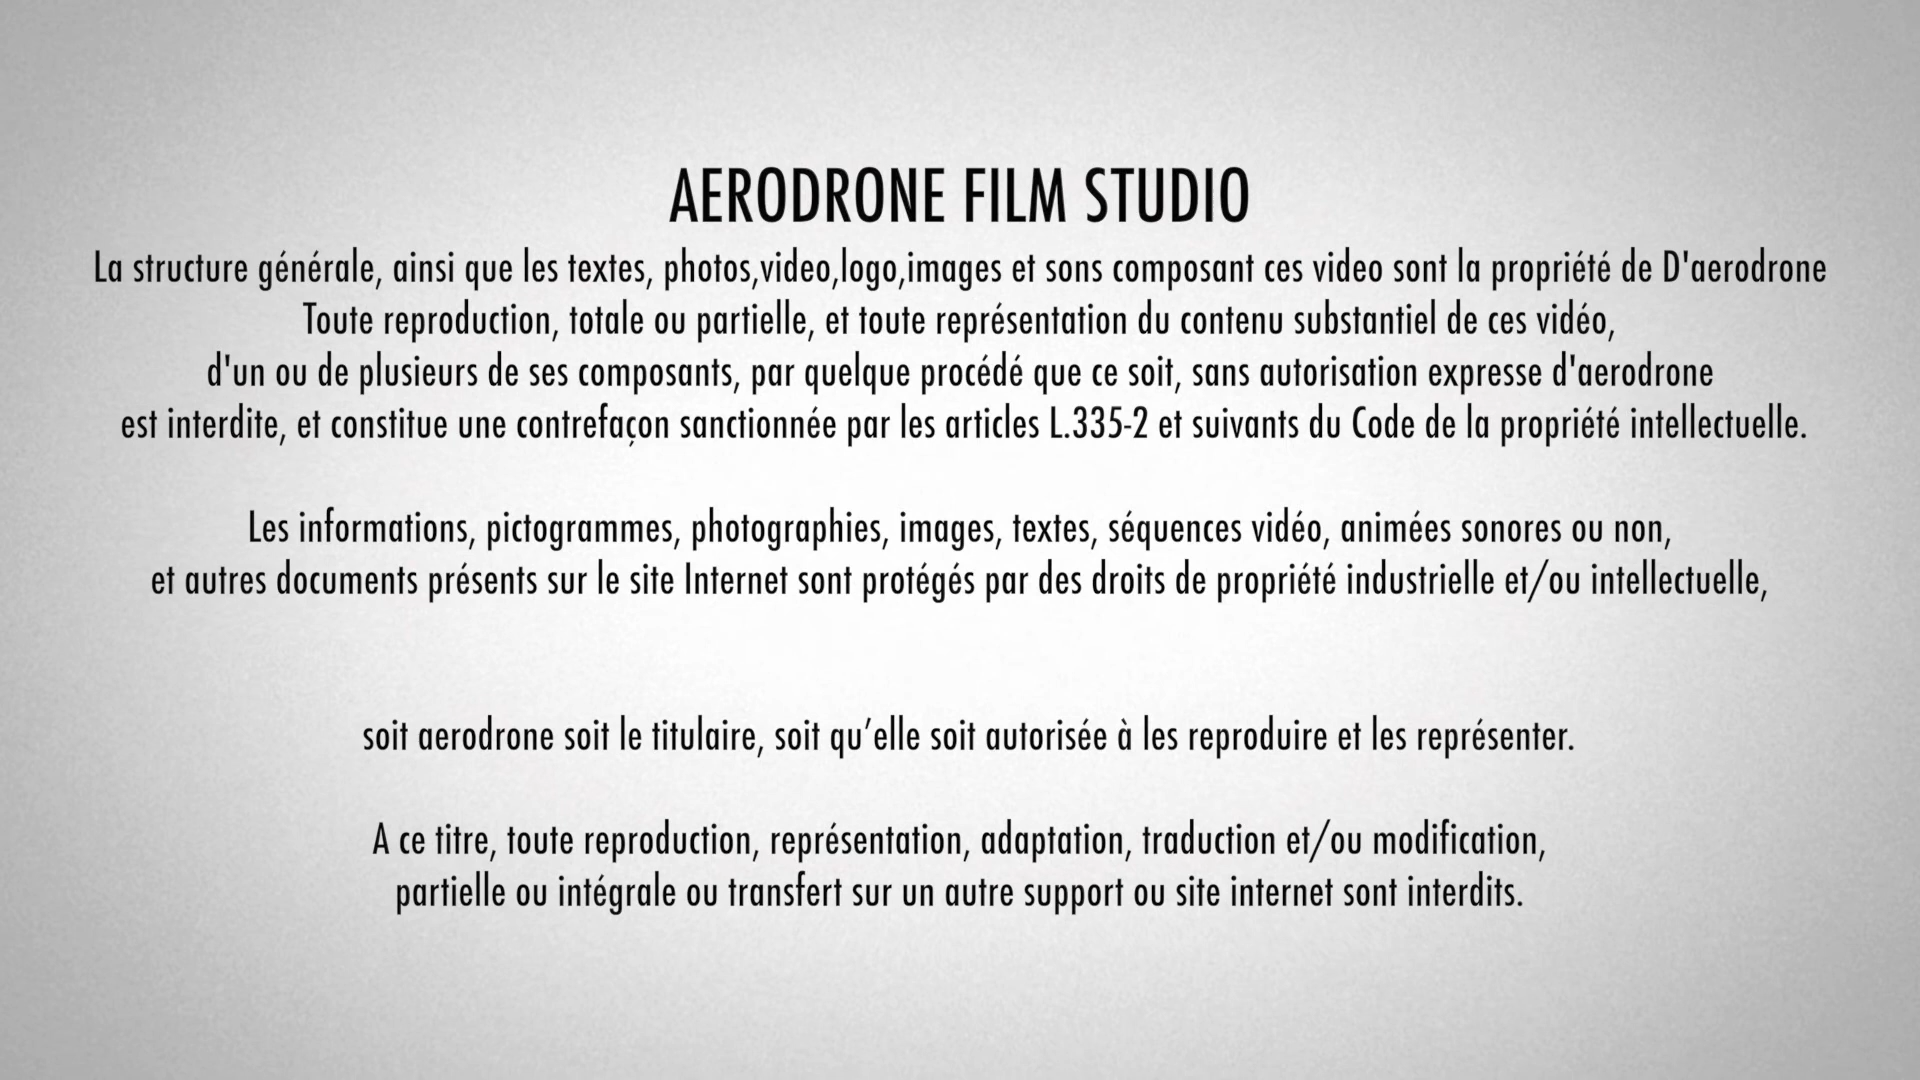 AERODRONE FILM STUDIO
La structure générale, ainsi que les textes, photos,video,logo,images et sons composant ces video sont la propriété de D'aerodrone
Toute reproduction, totale ou partielle, et toute représentation du contenu substantiel de ces vidéo,
d'un ou de plusieurs de ses composants, par quelque procédé que ce soit, sans autorisation expresse d'aerodrone
est interdite, et constitue une contrefaçon sanctionnée par les articles L.335-2 et suivants du Code de la propriété intellectuelle.
Les informations, pictogrammes, photographies, images, textes, séquences vidéo, animées sonores ou non,
et autres documents présents sur le site Internet sont protégés par des droits de propriété industrielle et/ou intellectuelle,
soit aerodrone soit le titulaire, soit qu’elle soit autorisée à les reproduire et les représenter.
A ce titre, toute reproduction, représentation, adaptation, traduction et/ou modification,
partielle ou intégrale ou transfert sur un autre support ou site internet sont interdits.